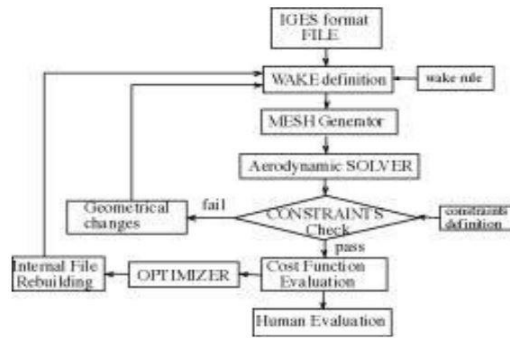 IGES format
FILE
WAKE definition
wake rule
MESH Generator
Aerodynamic SOLVER
Geometrical
changes
fail
CONSTRAINTS
Check
constraints
definition
pass
Internal File
Rebuilding
OPTIMIZER
Cost Function
Evaluation
Human Evaluation